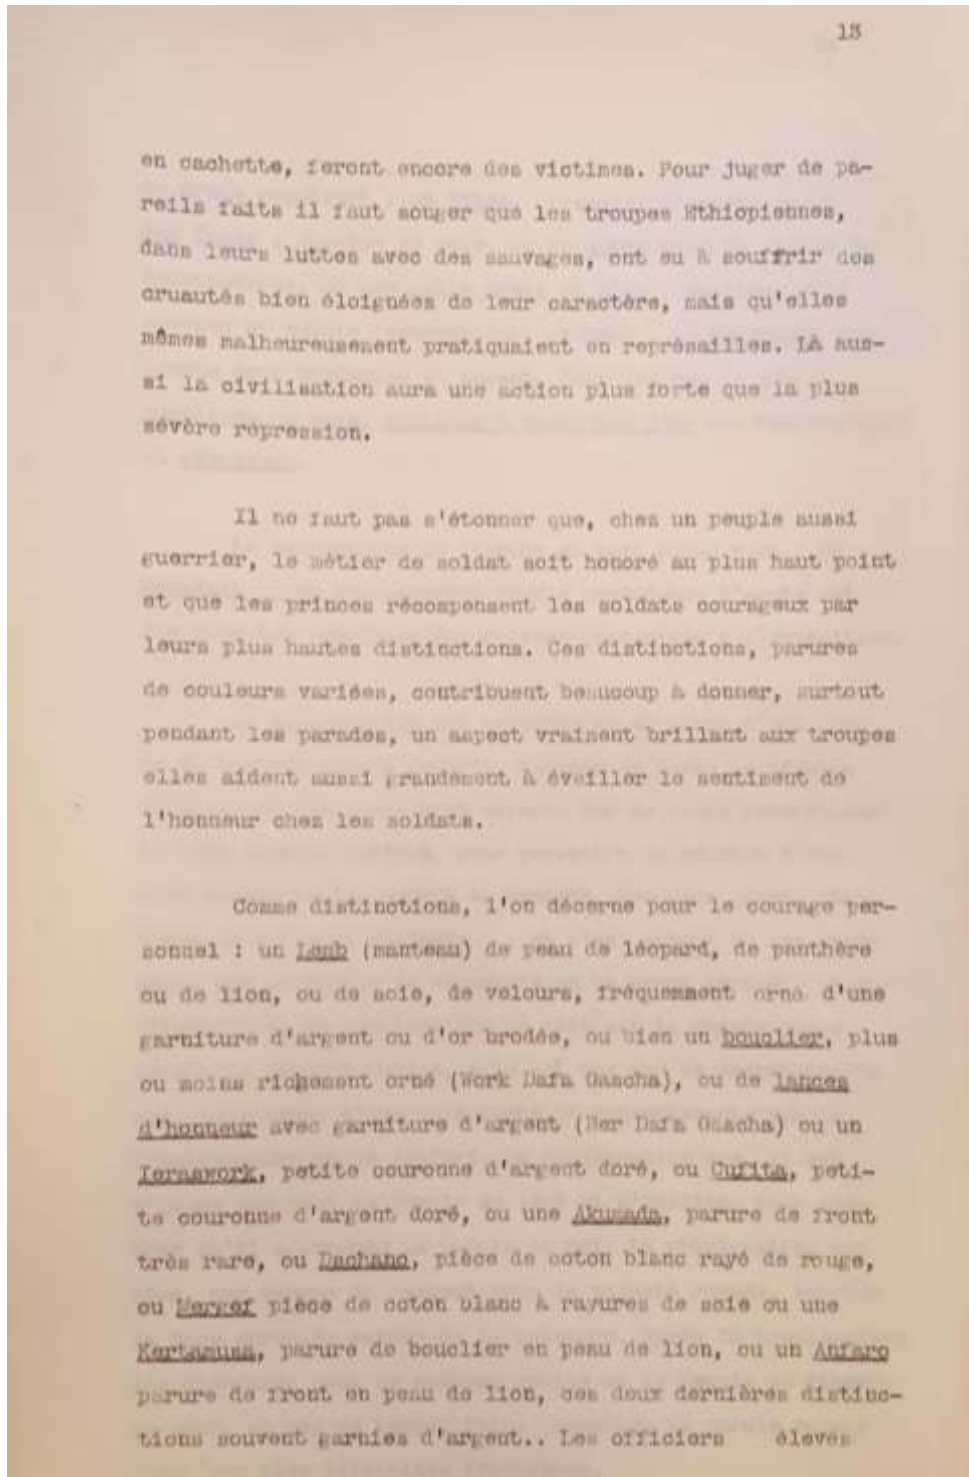 13
en cachette, feront encore des victimes. Pour juger de pa-
reils faits il faut songer que les troupes Ethiopiennes,
dans leurs luttes avec des sauvages, ont eu à souffrir des
cruautés bien éloignées de leur caractère, mais qu'elles
mêmes malheureusement pratiquaient en représailles. Là aus-
si la civilisation aura une action plus forte que la plus
sévère répression.
Il ne faut pas s'étonner que, chez un peuple aussi
guerrier, le métier de soldat soit honoré au plus haut point
et que les princes récompensent les soldats courageux par
leurs plus hautes distinctions. Ces distinctions, parures
de couleurs variées, contribuent beaucoup à donner, surtout
pendant les parades, un aspect vraiment brillant aux troupes
elles aident aussi grandement à éveiller le sentiment de
l'honneur chez les soldats.
Comme distinctions, l'on décerne pour le courage per-
sonnel : un Lemb (manteau) de peau de léopard, de panthère
ou de lion, ou de soie, de velours, fréquemment orné d'une
garniture d'argent ou d'or brodée, ou bien un bouclier, plus
ou moins richement orné (Work Dafa Gascha), ou de lances
d'honneur avec garniture d'argent (Ber Dafa Gascha) ou un
petite couronne d'argent doré, ou Cufita, peti-
te couronne d'argent doré, ou une Akumada, parure de front
très rare, ou pièce de coton blanc rayé de rouge,
ou Mergef pièce de coton blanc à rayures de soie ou une
parure de bouclier en peau de lion, ou un Anfaro
parure de front en peau de lion, ces deux dernières distinc-
tions souvent garnies d'argent.. Les officiers élevés